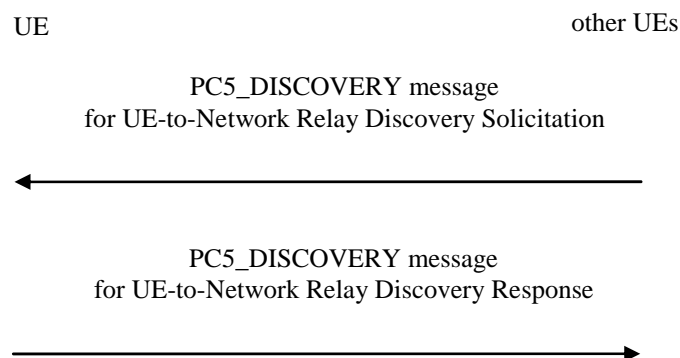 UE
other UEs
PC5_DISCOVERY message
for UE-to-Network Relay Discovery Solicitation
PC5_DISCOVERY message
for UE-to-Network Relay Discovery Response